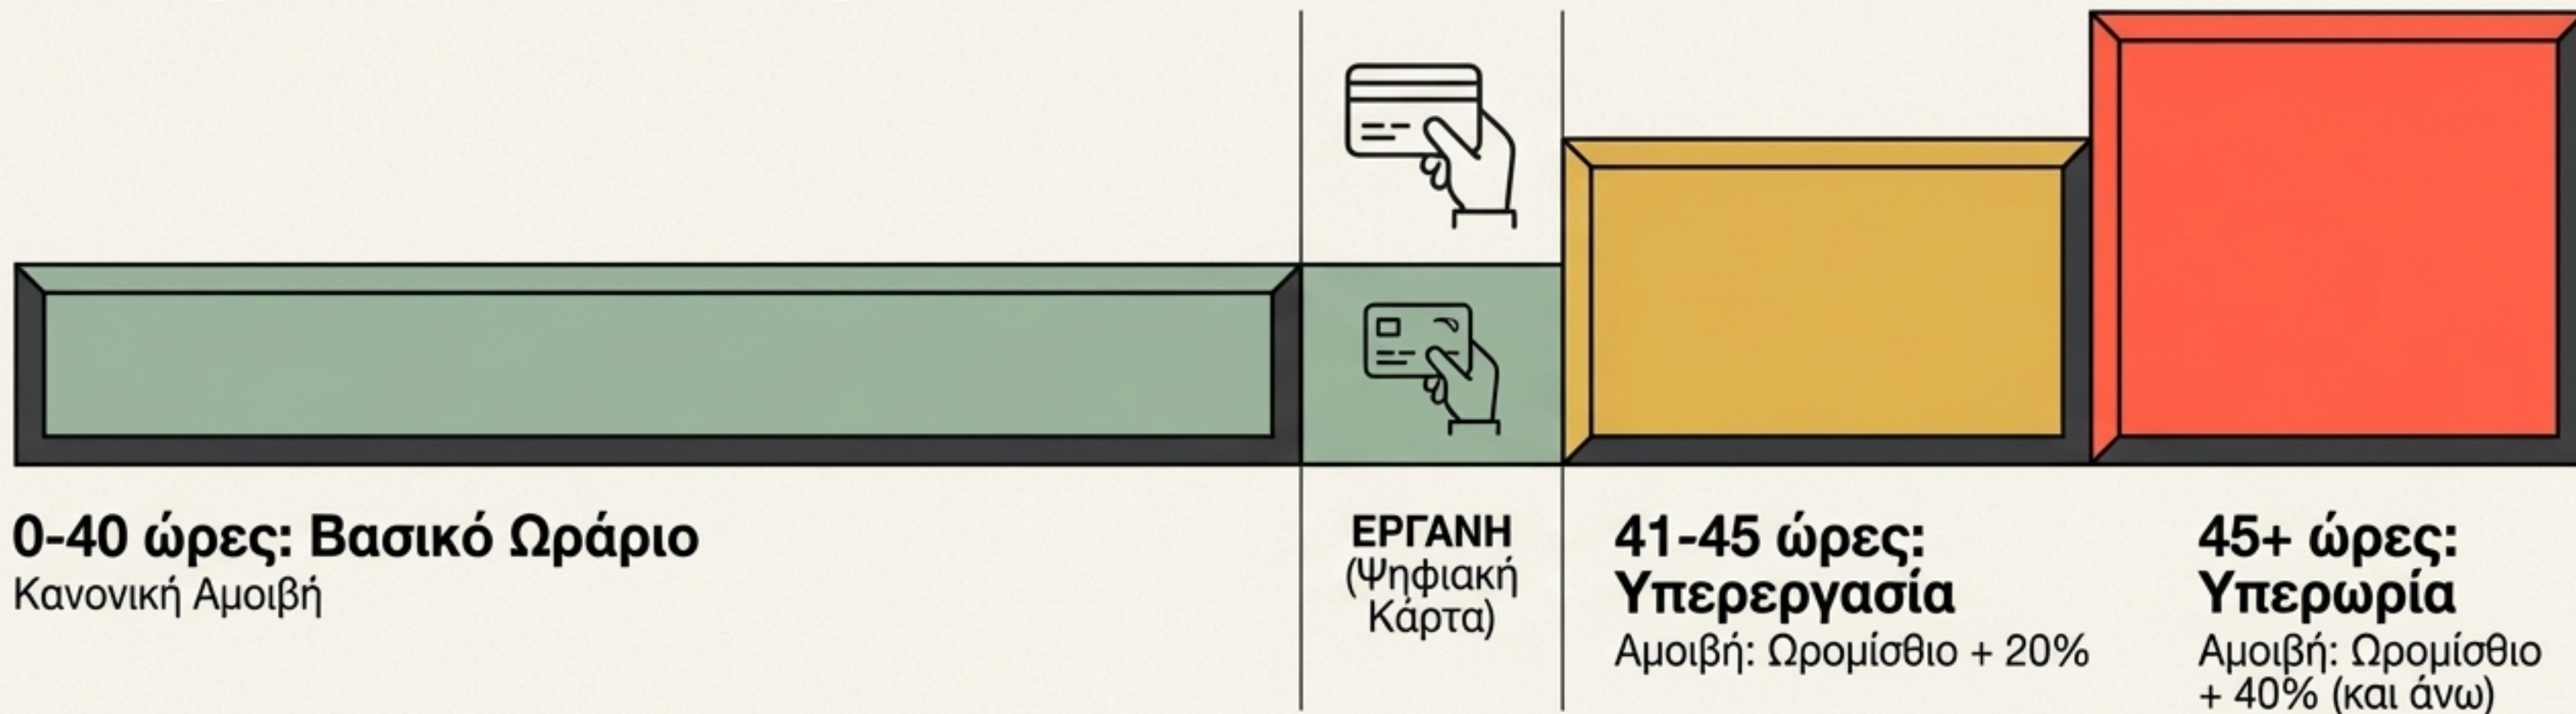 0-40 ώρες: Βασικό Ωράριο
Κανονική Αμοιβή
ΕΡΓΑΝΗ
(Ψηφιακή
Κάρτα)
41-45 ώρες:
Υπερεργασία
Αμοιβή: Ωρομίσθιο + 20%
45+ ώρες:
Υπερωρία
Αμοιβή: Ωρομίσθιο
+ 40% (και άνω)